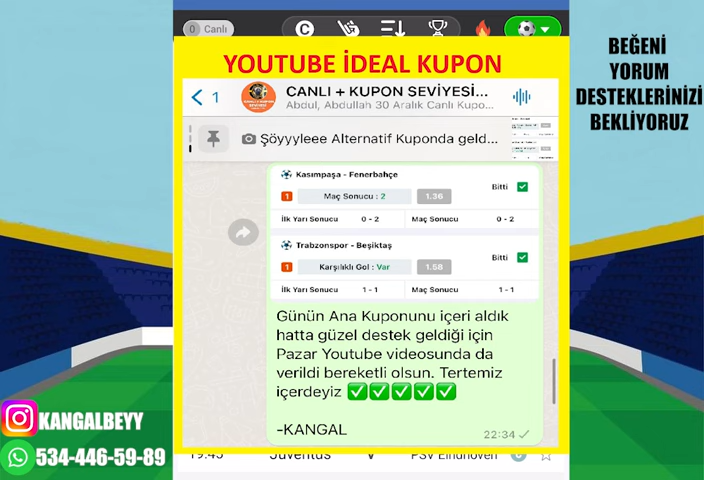 0 Canlı
C
BEĞENİ
YORUM
DESTEKLERİNİZİ
BEKLİYORUZ
YOUTUBE İDEAL KUPON
1
CANLI + KUPON SEVİYESİ...
Abdul, Abdullah 30 Aralık Canlı Kupo...
Şöyyyleee Alternatif Kuponda geld...
Kasımpaşa - Fenerbahçe
Bitti
1 Maç Sonucu : 2 1.36
İlk Yarı Sonucu 0 - 2 Maç Sonucu 0 - 2
Trabzonspor - Beşiktaş
Bitti
1 Karşılıklı Gol : Var 1.58
İlk Yarı Sonucu 1 - 1 Maç Sonucu 1 - 1
Günün Ana Kuponunu içeri aldık
hatta güzel destek geldiği için
Pazar Youtube videosunda da
verildi bereketli olsun. Tertemiz
içerdeyiz ✅✅✅✅✅
-KANGAL
22:34
KANGALBEYY
534-446-59-89
19:45 Juventus v PSV Eindhoven